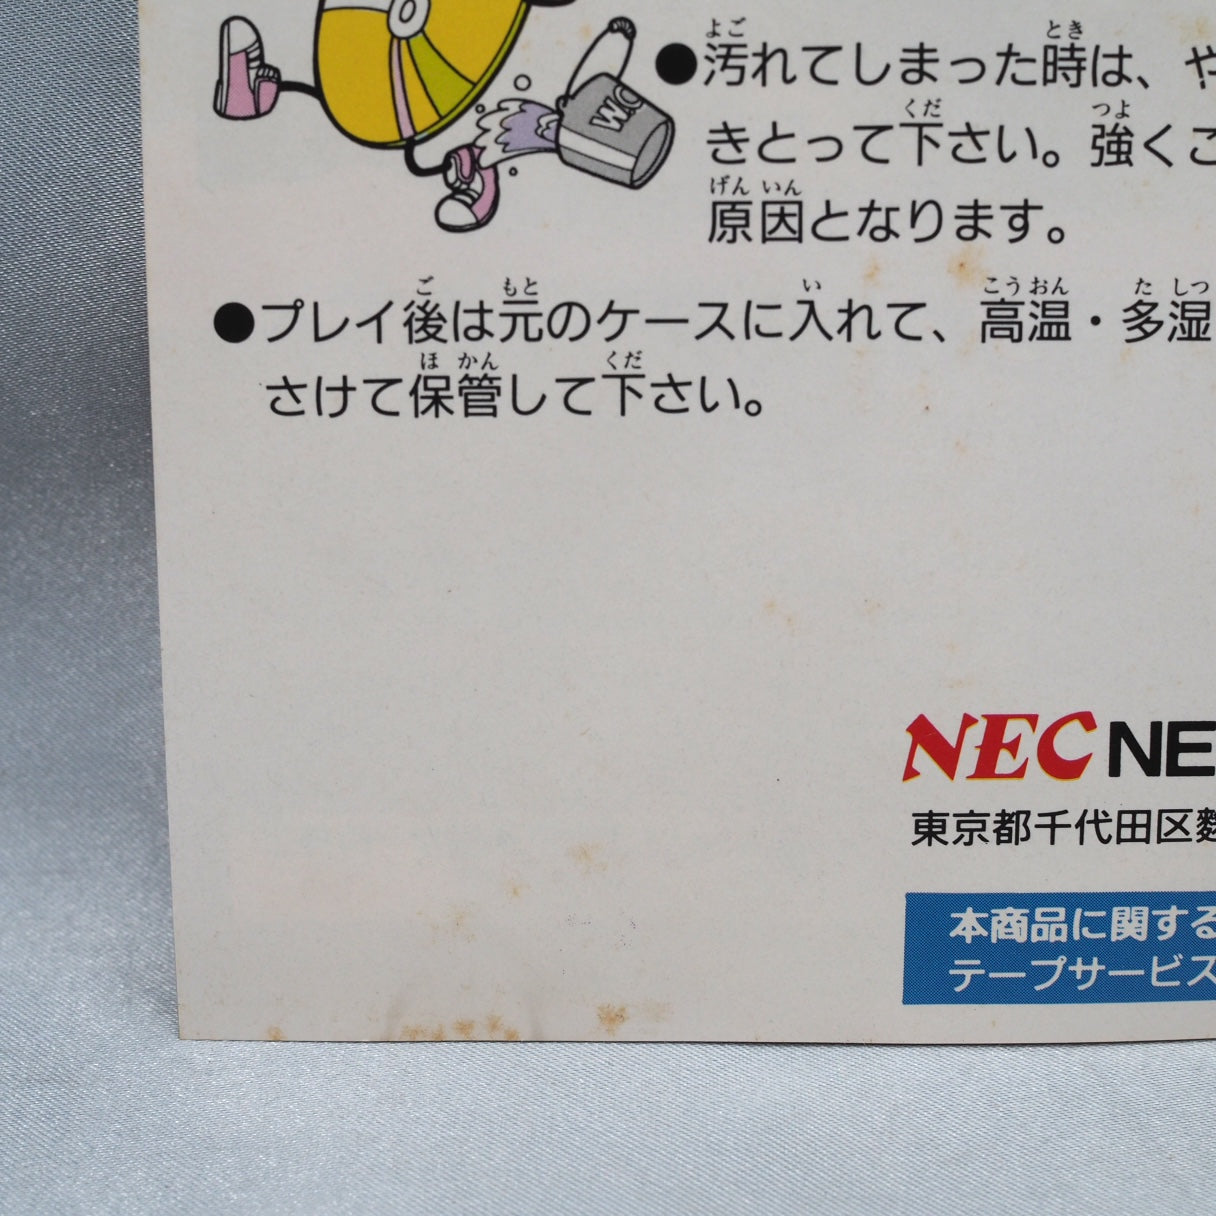 W.C
●汚れてしまった時は、や
きとって下さい。強くこ
原因となります。
●プレイ後は元のケースに入れて、高温・多湿
さけて保管して下さい。
NEC NE
東京都千代田区麴
本商品に関する
テープサービス